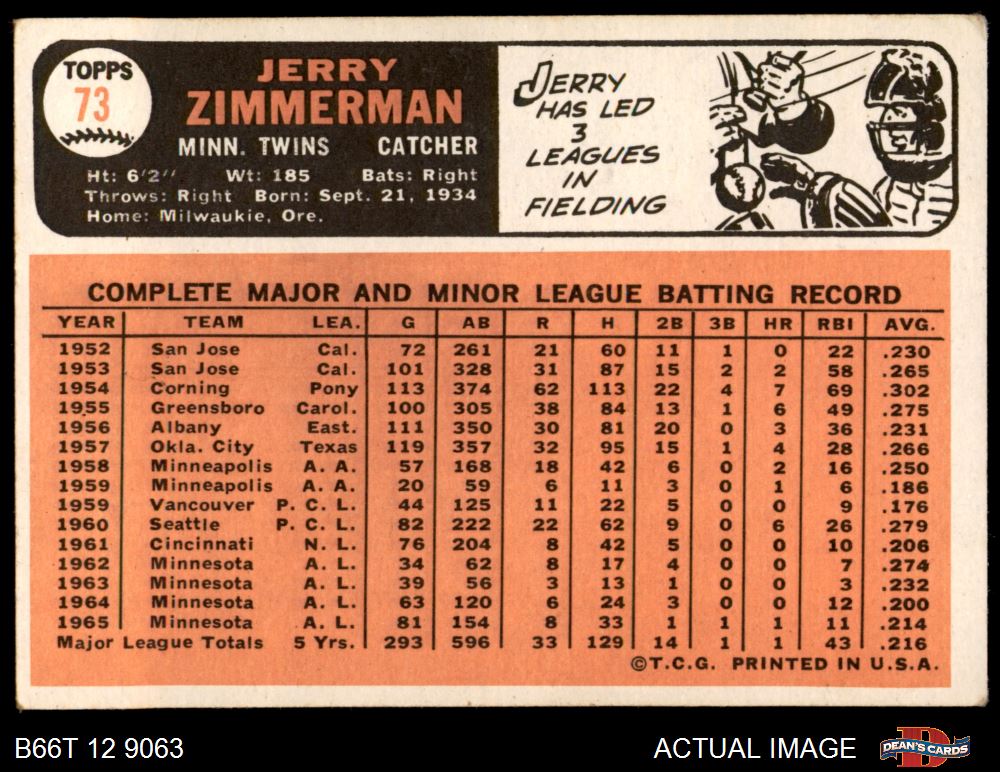 TOPPS
73
JERRY
ZIMMERMAN
MINN. TWINS CATCHER
Ht: 6'2" Wt: 185 Bats: Right
Throws: Right Born: Sept. 21, 1934
Home: Milwaukie, Ore.
JERRY
HAS LED
3
LEAGUES
IN
FIELDING
COMPLETE MAJOR AND MINOR LEAGUE BATTING RECORD
YEAR TEAM LEA. G AB R H 2B 3B HR RBI AVG.
1952 San Jose Cal. 72 261 21 60 11 1 0 22 .230
1953 San Jose Cal. 101 328 31 87 15 2 2 58 .265
1954 Corning Pony 113 374 62 113 22 4 7 69 .302
1955 Greensboro Carol. 100 305 38 84 13 1 6 49 .275
1956 Albany East. 111 350 30 81 20 0 3 36 .231
1957 Okla. City Texas 119 357 32 95 15 1 4 28 .266
1958 Minneapolis A. A. 57 168 18 42 6 0 2 16 .250
1959 Minneapolis A. A. 20 59 6 11 3 0 1 6 .186
1959 Vancouver P. C. L. 44 125 11 22 5 0 0 9 .176
1960 Seattle P. C. L. 82 222 22 62 9 0 6 26 .279
1961 Cincinnati N. L. 76 204 8 42 5 0 0 10 .206
1962 Minnesota A. L. 34 62 8 17 4 0 0 7 .274
1963 Minnesota A. L. 39 56 3 13 1 0 0 3 .232
1964 Minnesota A. L. 63 120 6 24 3 0 0 12 .200
1965 Minnesota A. L. 81 154 8 33 1 1 1 11 .214
Major League Totals 5 Yrs. 293 596 33 129 14 1 1 43 .216
©T.C.G. PRINTED IN U.S.A.
B66T 12 9063 ACTUAL IMAGE DEAN'S CARDS